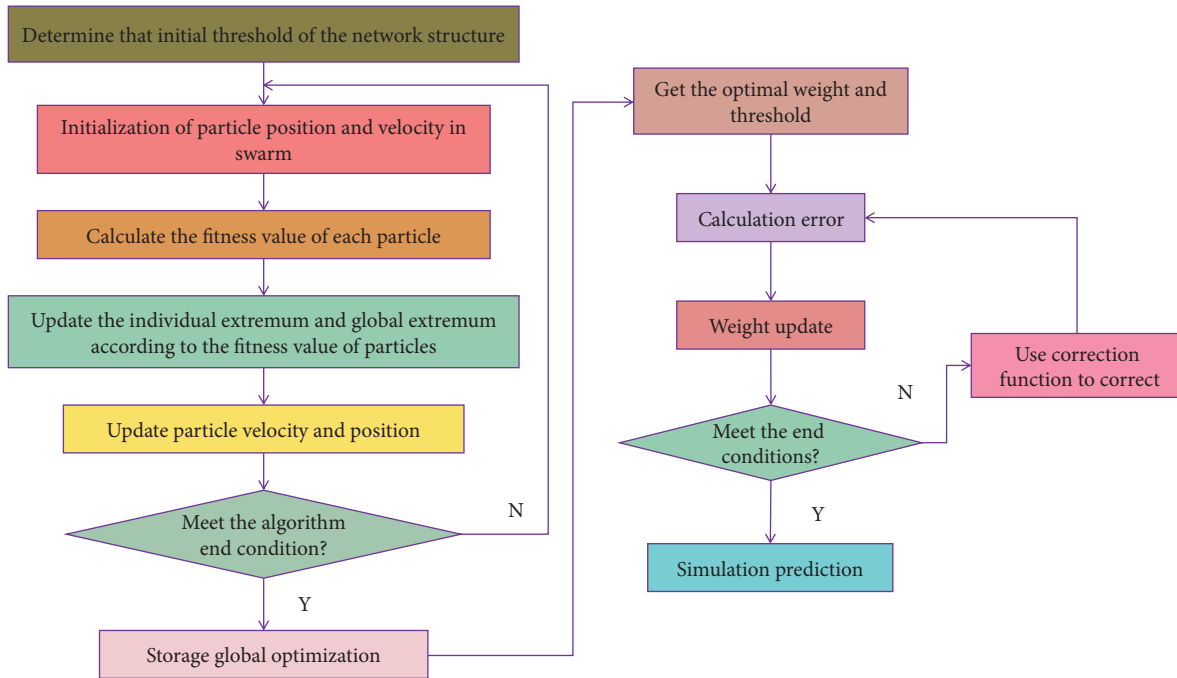 Determine that initial threshold of the network structure
Initialization of particle position and velocity in
swarm
Calculate the fitness value of each particle
Update the individual extremum and global extremum
according to the fitness value of particles
Update particle velocity and position
Meet the algorithm
end condition?
N
Y
Storage global optimization
Get the optimal weight and
threshold
Calculation error
Weight update
Meet the end
conditions?
N
Use correction
function to correct
Y
Simulation prediction